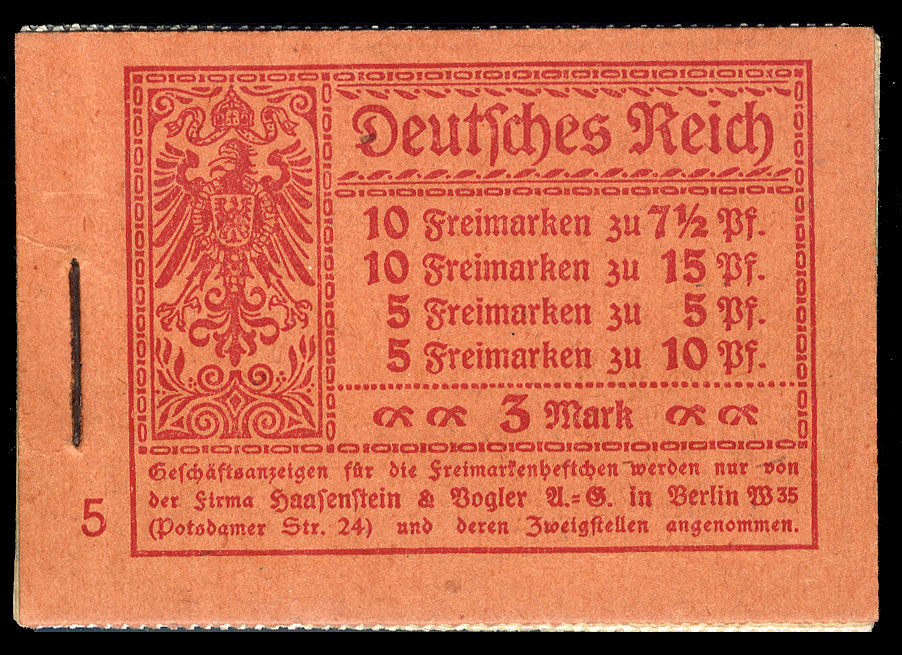 Deutsches Reich
10 Freimarken zu 7½ Pf.
10 Freimarken zu 15 Pf.
5 Freimarken zu 5 Pf.
5 Freimarken zu 10 Pf.
3 Mark
Geschäftsanzeigen für die Freimarkenheftchen werden nur von
der Firma Haasenstein & Vogler A.=G. in Berlin W 35
(Potsdamer Str. 24) und deren Zweigstellen angenommen.
5